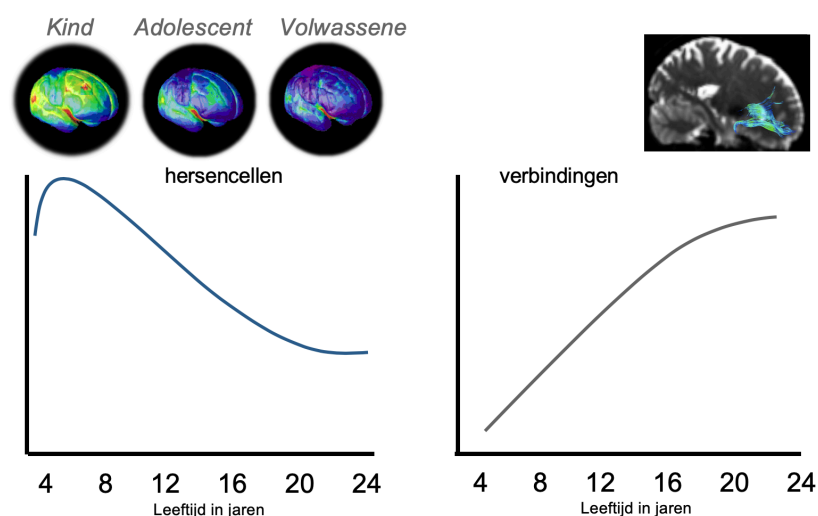 Kind Adolescent Volwassene
hersencellen
4 8 12 16 20 24
Leeftijd in jaren
verbindingen
4 8 12 16 20 24
Leeftijd in jaren